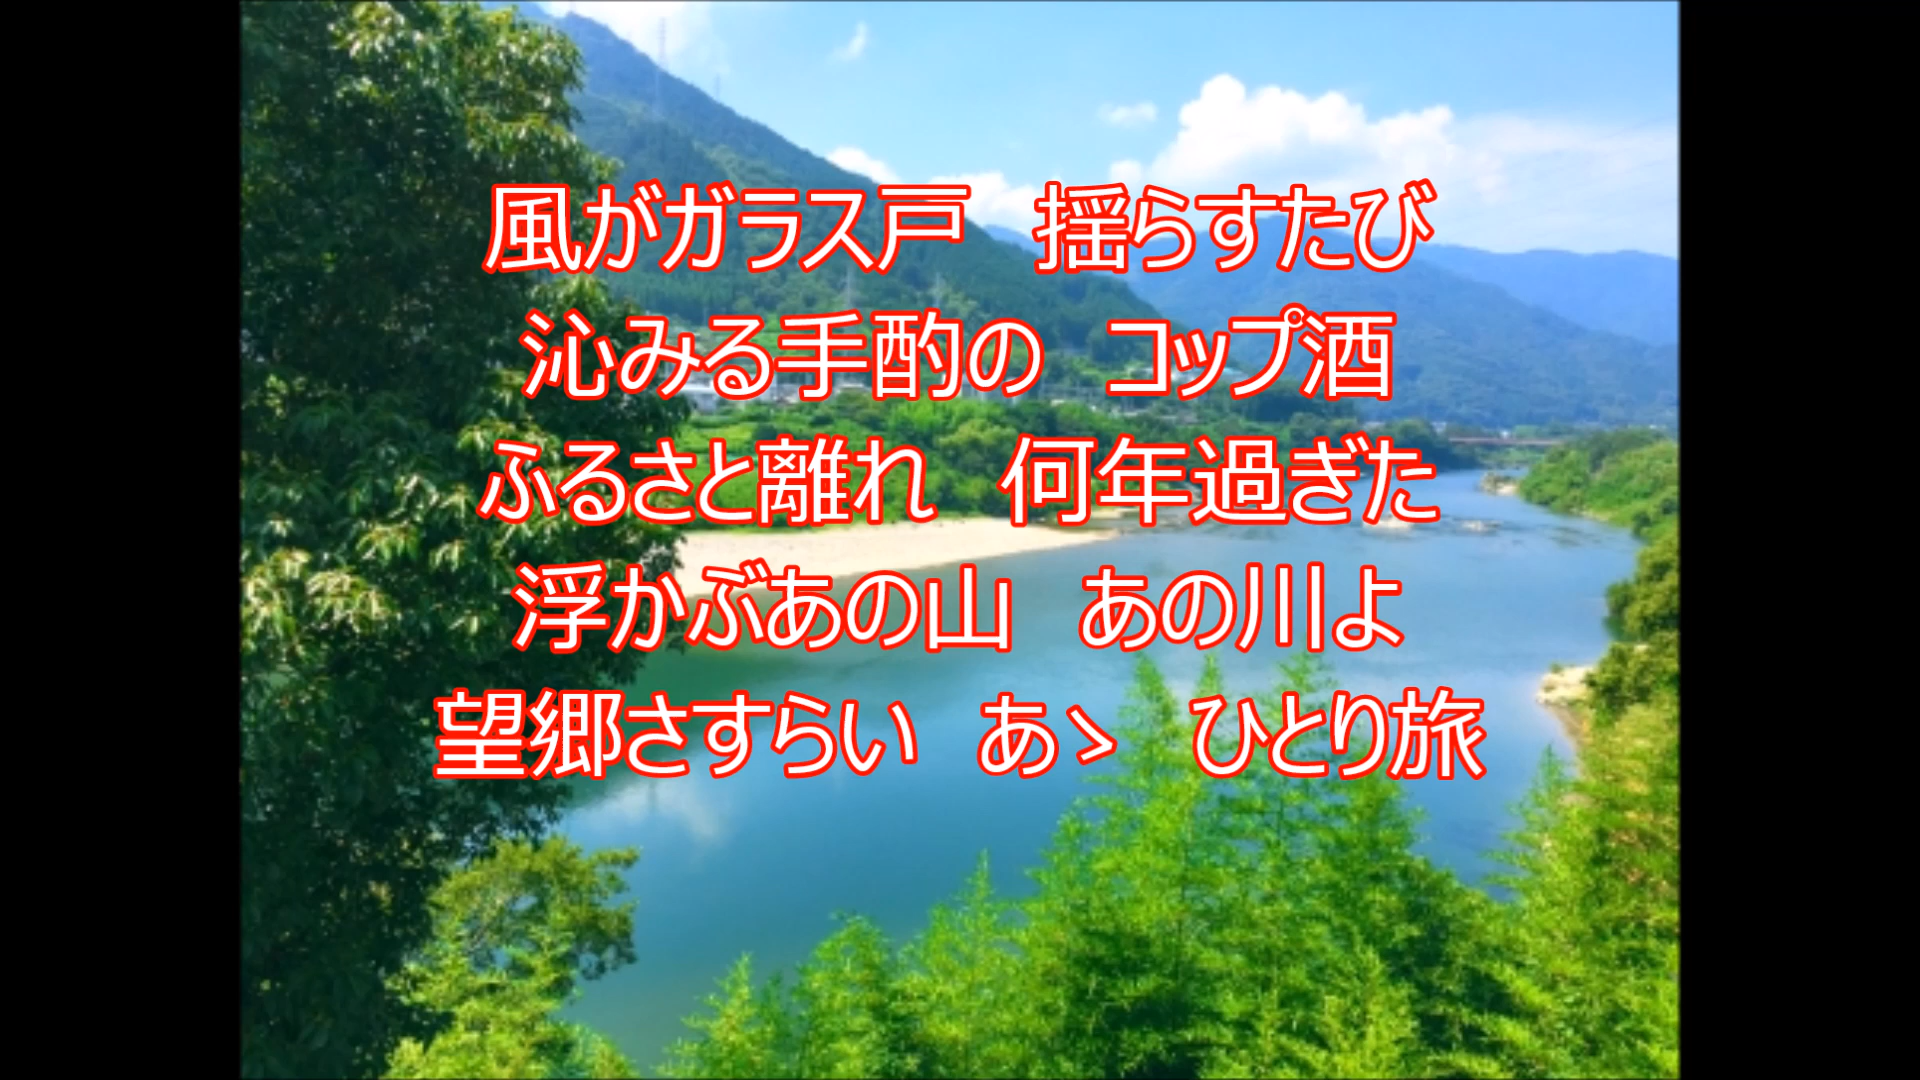 風がガラス戸　揺らすたび
沁みる手酌の　コップ酒
ふるさと離れ　何年過ぎた
浮かぶあの山　あの川よ
望郷さすらい　あゝ　ひとり旅